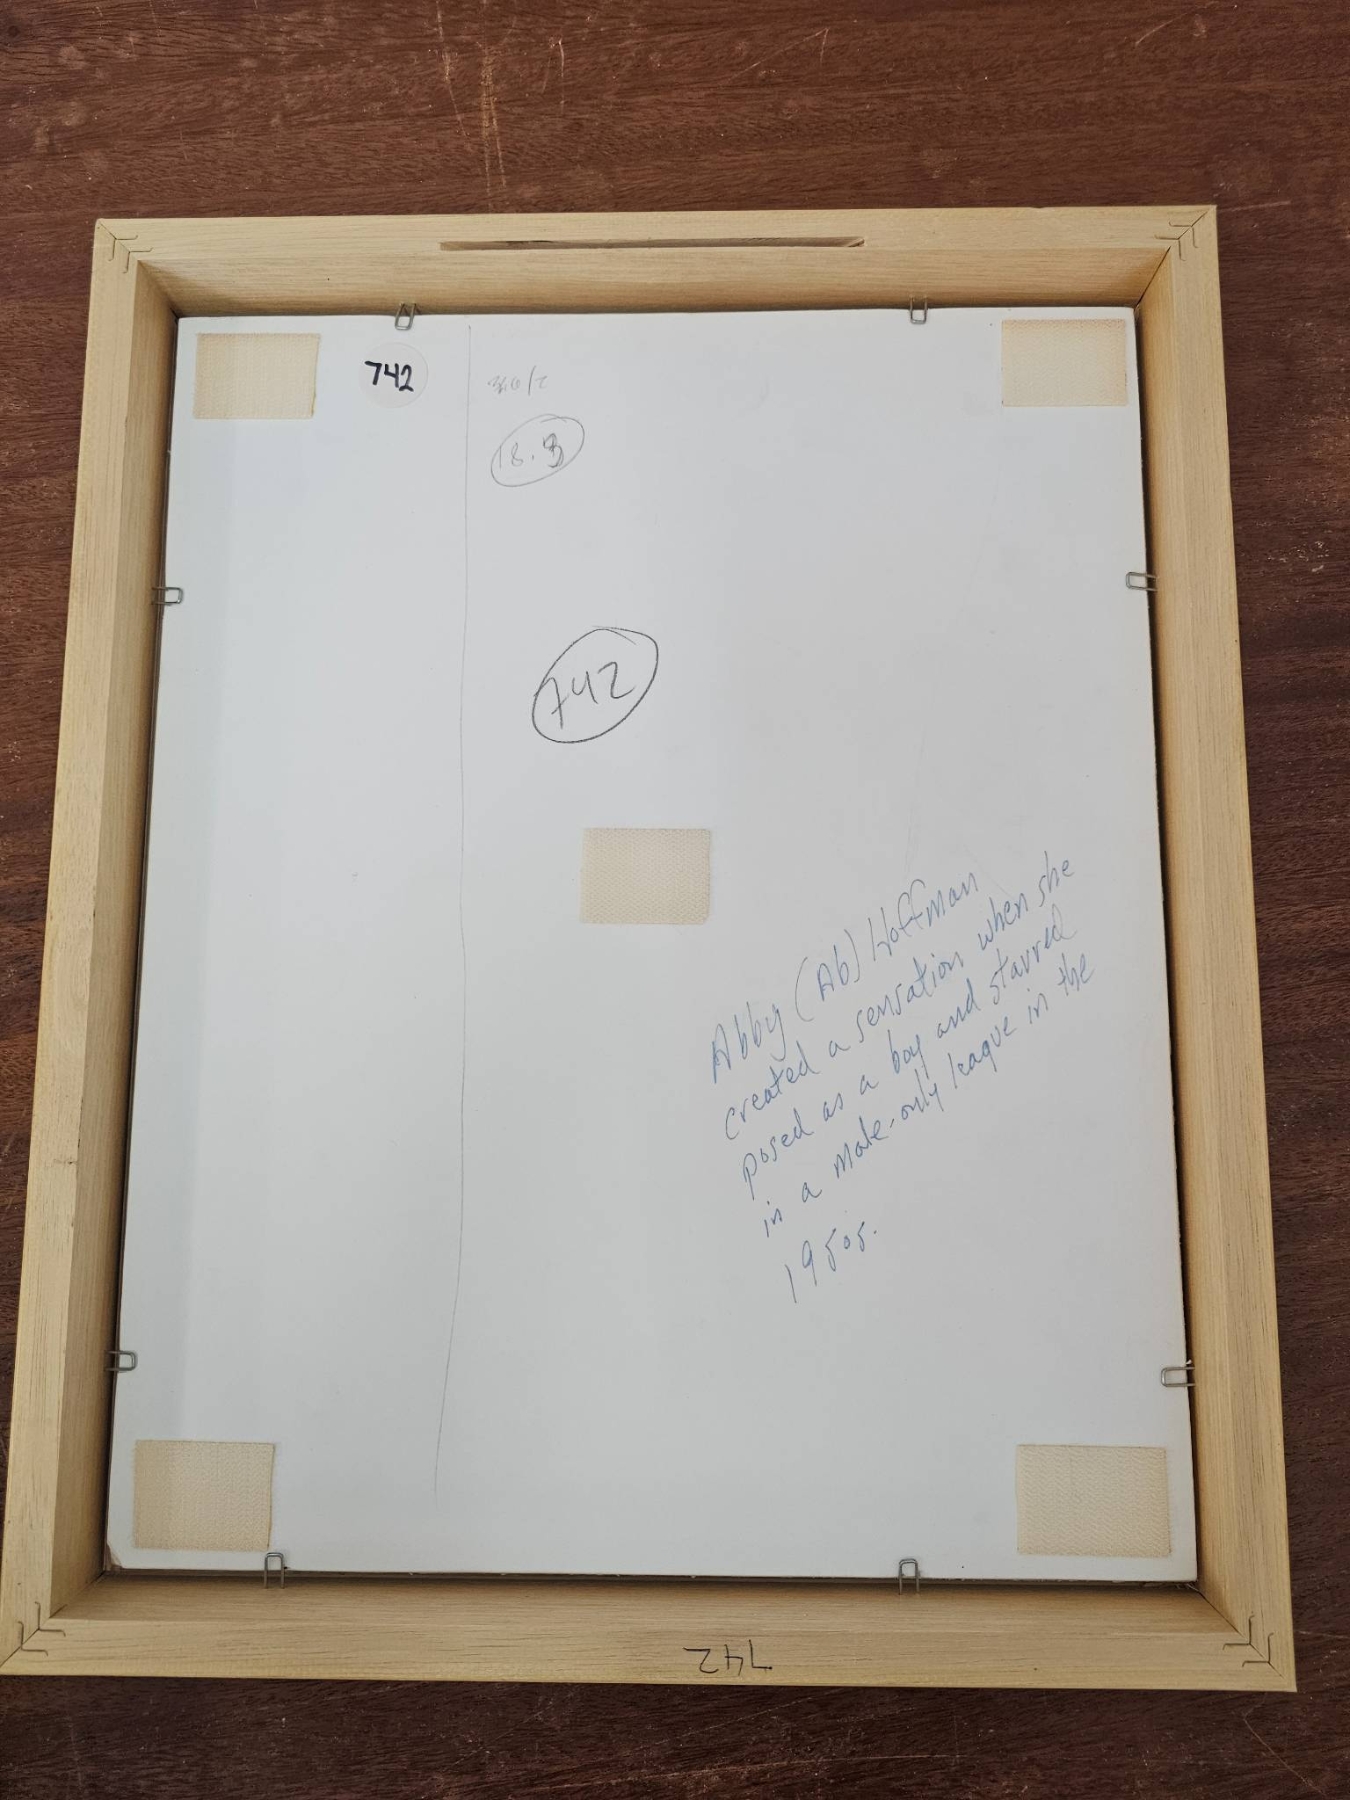 742
18.3
742
Abby (Ab) Hoffman
created a sensation when she
posed as a boy and starred
in a male-only league in the
1950s.
742